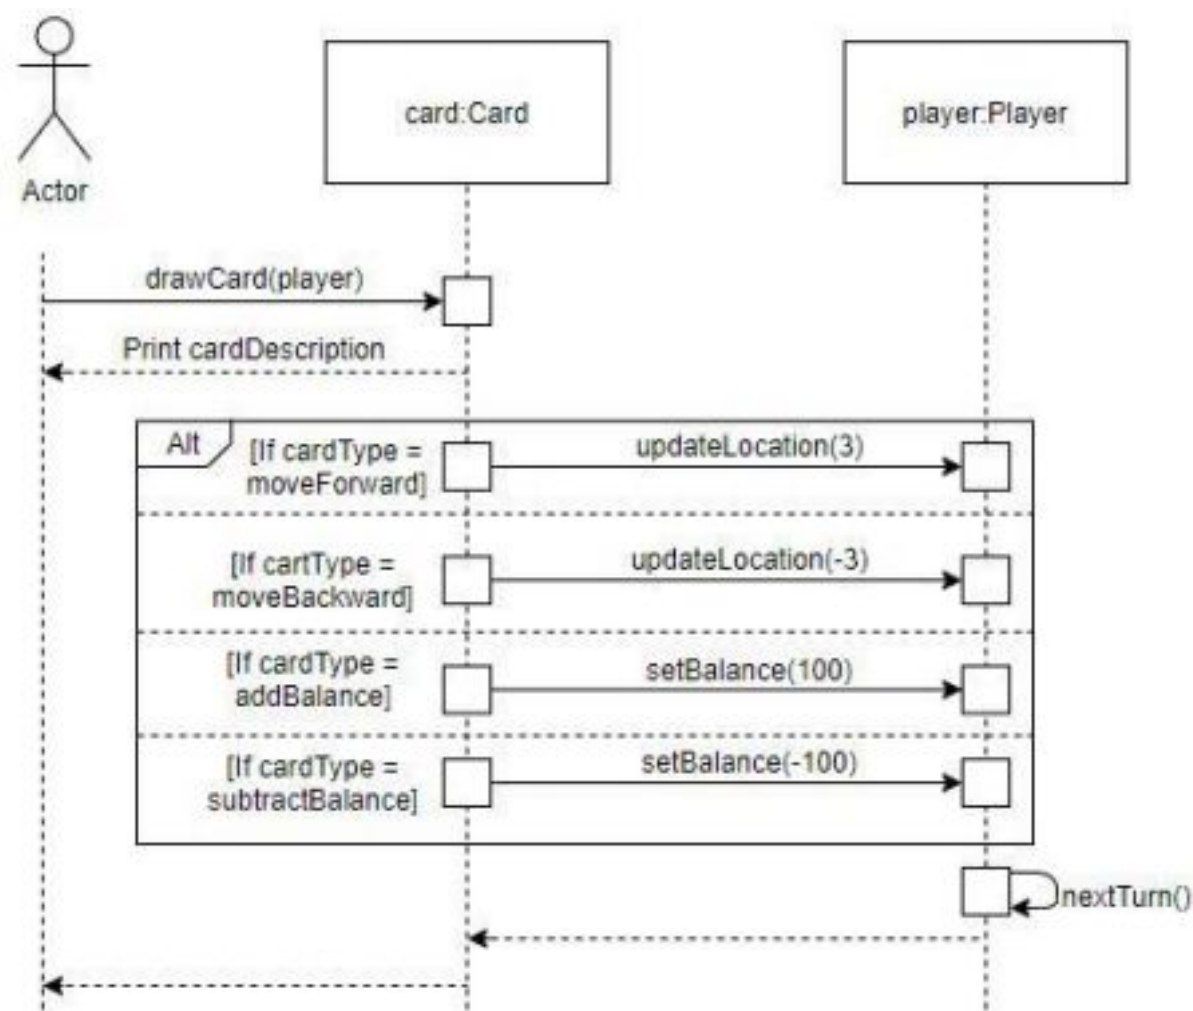 card:Card
player:Player
Actor
drawCard(player)
Print cardDescription
Alt
[If cardType =
moveForward]
updateLocation(3)
[If cartType =
moveBackward]
updateLocation(-3)
[If cardType =
addBalance]
setBalance(100)
[If cardType =
subtractBalance]
setBalance(-100)
nextTurn()